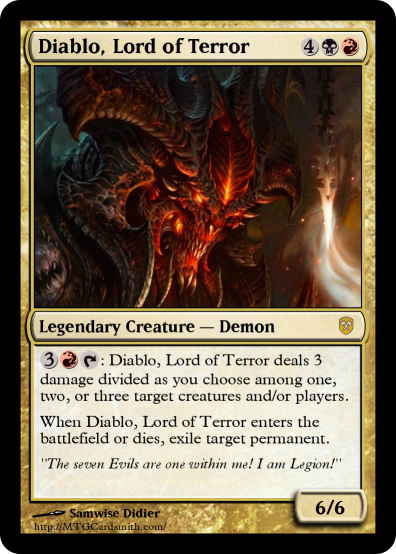 Diablo, Lord of Terror 4
Legendary Creature — Demon
3 : Diablo, Lord of Terror deals 3
damage divided as you choose among one,
two, or three target creatures and/or players.
When Diablo, Lord of Terror enters the
battlefield or dies, exile target permanent.
"The seven Evils are one within me! I am Legion!"
Samwise Didier
http://MTGCardsmith.com/
6/6